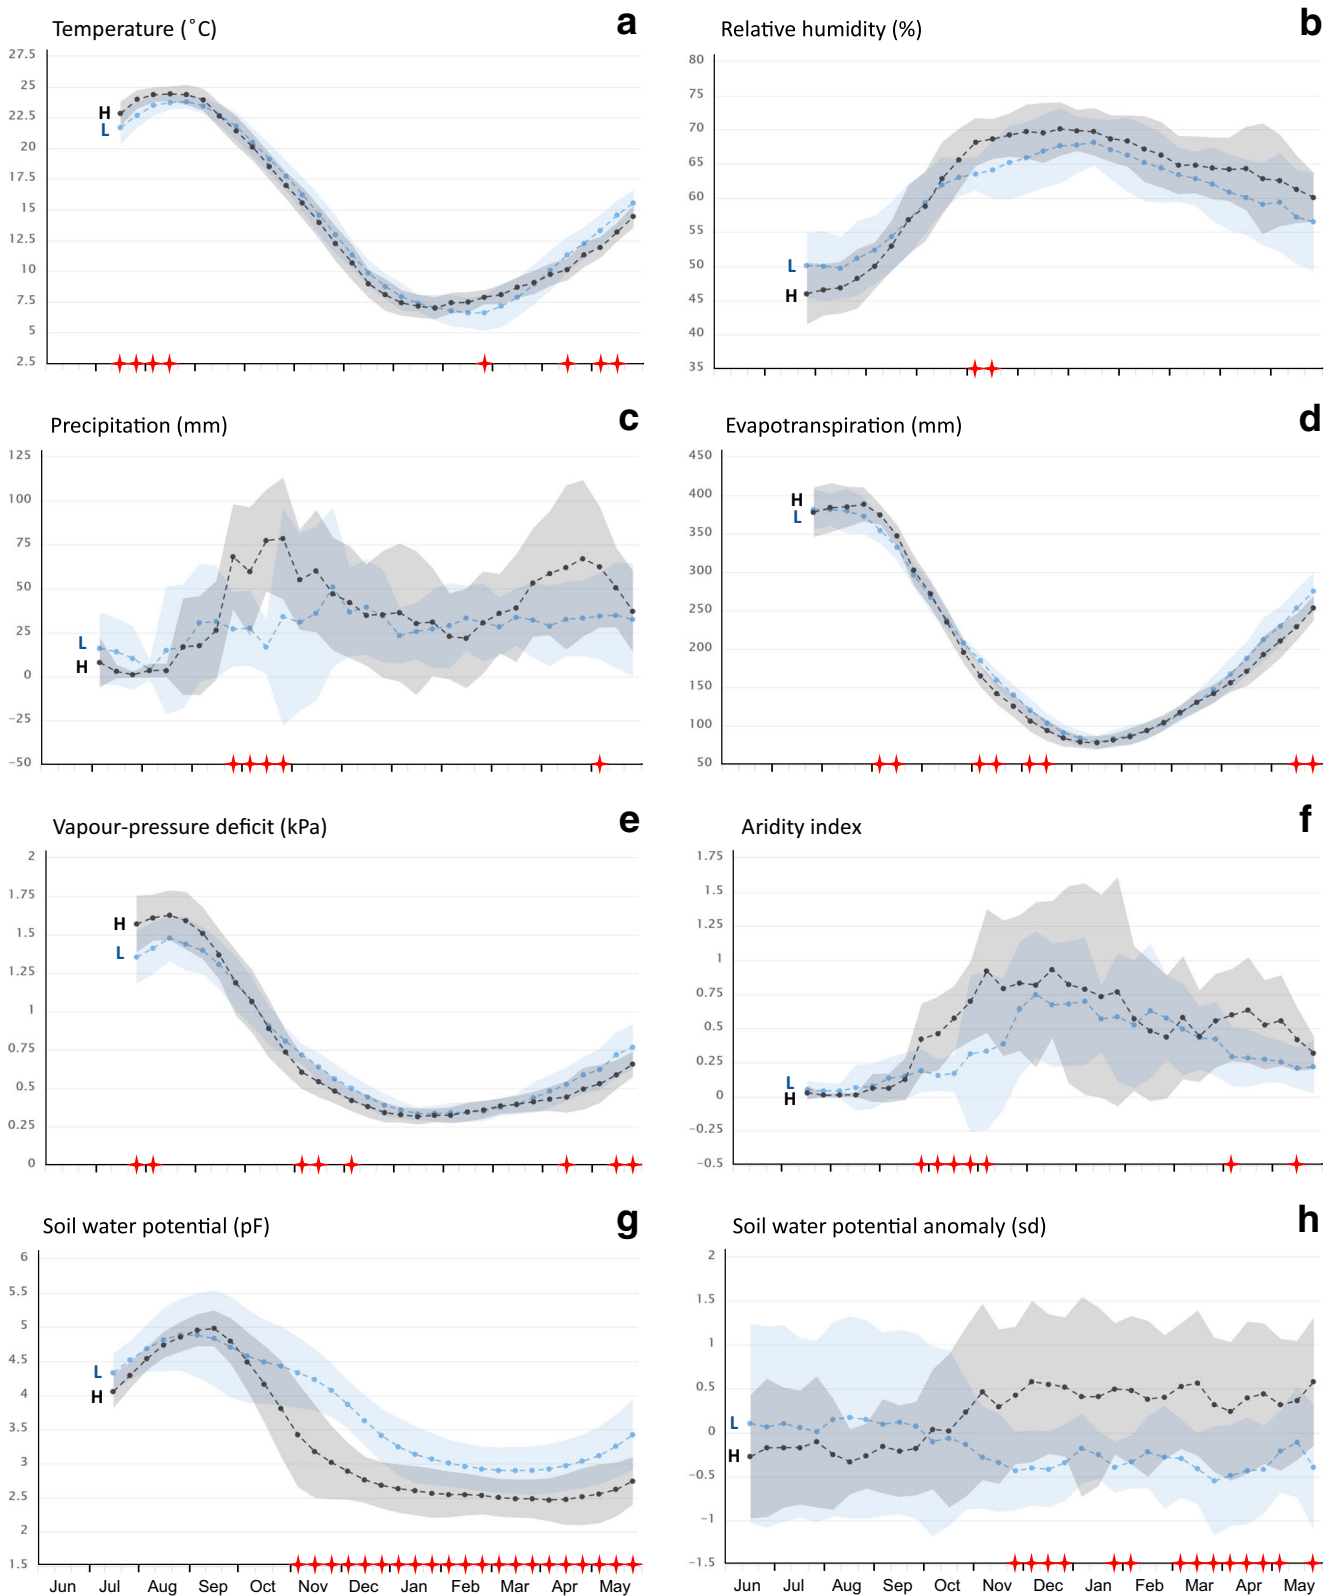 Temperature (˚C)
a
27.5
25
22.5
20
17.5
15
12.5
10
7.5
5
2.5
H
L
Relative humidity (%)
b
80
75
70
65
60
55
50
45
40
35
L
H
Precipitation (mm)
c
125
100
75
50
25
0
−25
−50
L
H
Evapotranspiration (mm)
d
450
400
350
300
250
200
150
100
50
H
L
Vapour-pressure deficit (kPa)
e
2
1.75
1.5
1.25
1
0.75
0.5
0.25
0
H
L
Aridity index
f
1.75
1.5
1.25
1
0.75
0.5
0.25
0
−0.25
−0.5
L
H
Soil water potential (pF)
g
6
5.5
5
4.5
4
3.5
3
2.5
2
1.5
L
H
Jun Jul Aug Sep Oct Nov Dec Jan Feb Mar Apr May
Soil water potential anomaly (sd)
h
2
1.5
1
0.5
0
−0.5
−1
−1.5
L
H
Jun Jul Aug Sep Oct Nov Dec Jan Feb Mar Apr May